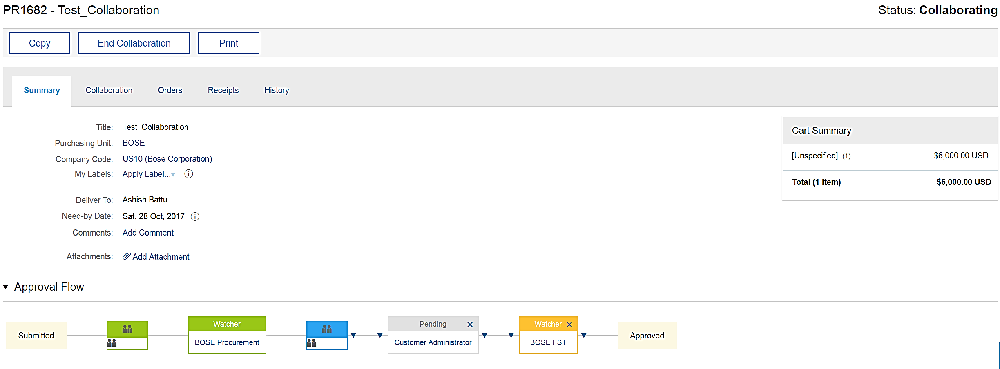 PR1682 - Test_Collaboration
Status: Collaborating
Copy
End Collaboration
Print
Summary
Collaboration
Orders
Receipts
History
Title: Test_Collaboration
Purchasing Unit: BOSE
Company Code: US10 (Bose Corporation)
My Labels: Apply Label...
Deliver To: Ashish Battu
Need-by Date: Sat, 28 Oct, 2017
Comments: Add Comment
Attachments: Add Attachment
Cart Summary
[Unspecified] (1) $6,000.00 USD
Total (1 item) $6,000.00 USD
Approval Flow
Submitted
Watcher
BOSE Procurement
Pending
Customer Administrator
Watcher
BOSE FST
Approved